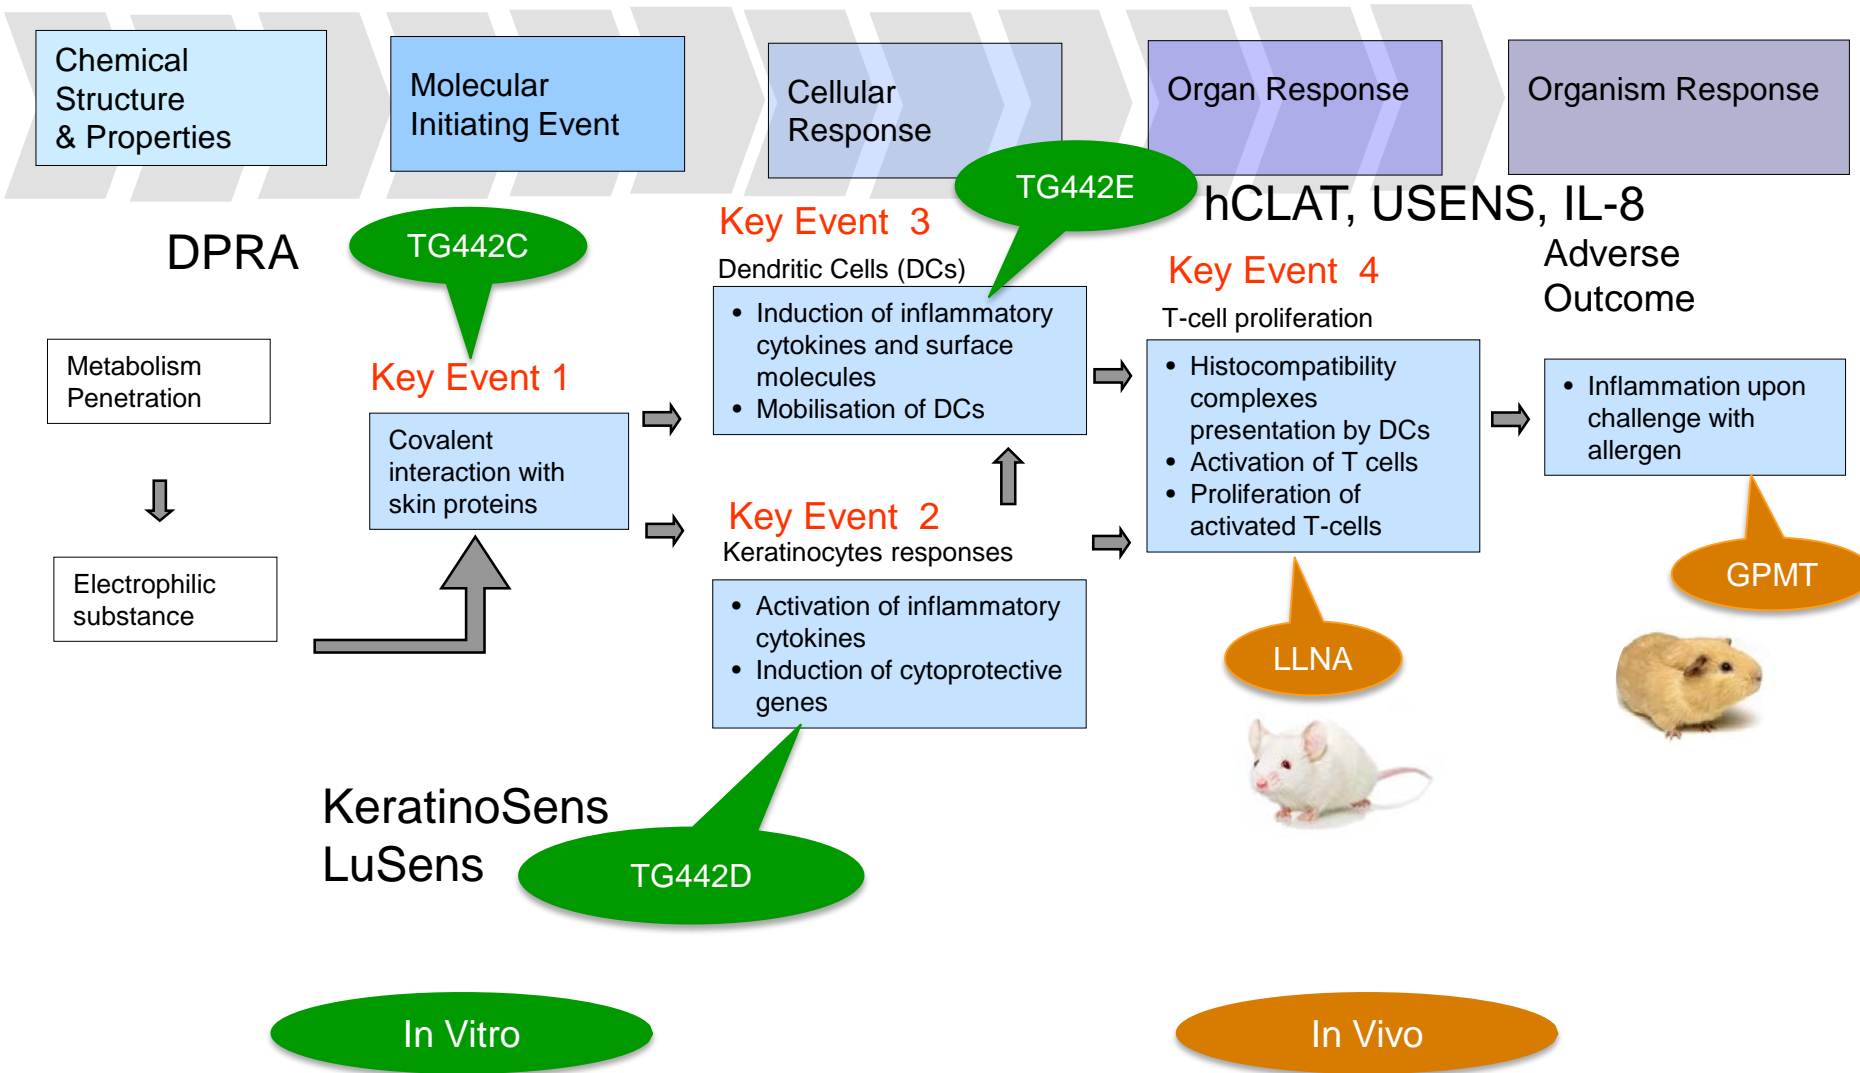 Chemical
Structure
& Properties
Molecular
Initiating Event
Cellular
Response
Organ Response
Organism Response
DPRA
TG442C
TG442E
hCLAT, USENS, IL-8
Key Event 1
Covalent
interaction with
skin proteins
Metabolism
Penetration
Electrophilic
substance
Key Event 3
Dendritic Cells (DCs)
• Induction of inflammatory
cytokines and surface
molecules
• Mobilisation of DCs
Key Event 2
Keratinocytes responses
• Activation of inflammatory
cytokines
• Induction of cytoprotective
genes
Key Event 4
T-cell proliferation
• Histocompatibility
complexes
presentation by DCs
• Activation of T cells
• Proliferation of
activated T-cells
Adverse
Outcome
• Inflammation upon
challenge with
allergen
LLNA
GPMT
KeratinoSens
LuSens
TG442D
In Vitro
In Vivo